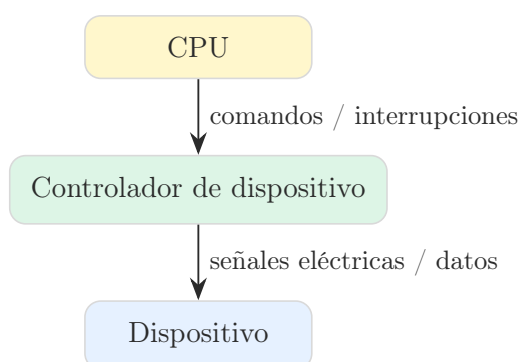 CPU
comandos / interrupciones
Controlador de dispositivo
señales eléctricas / datos
Dispositivo